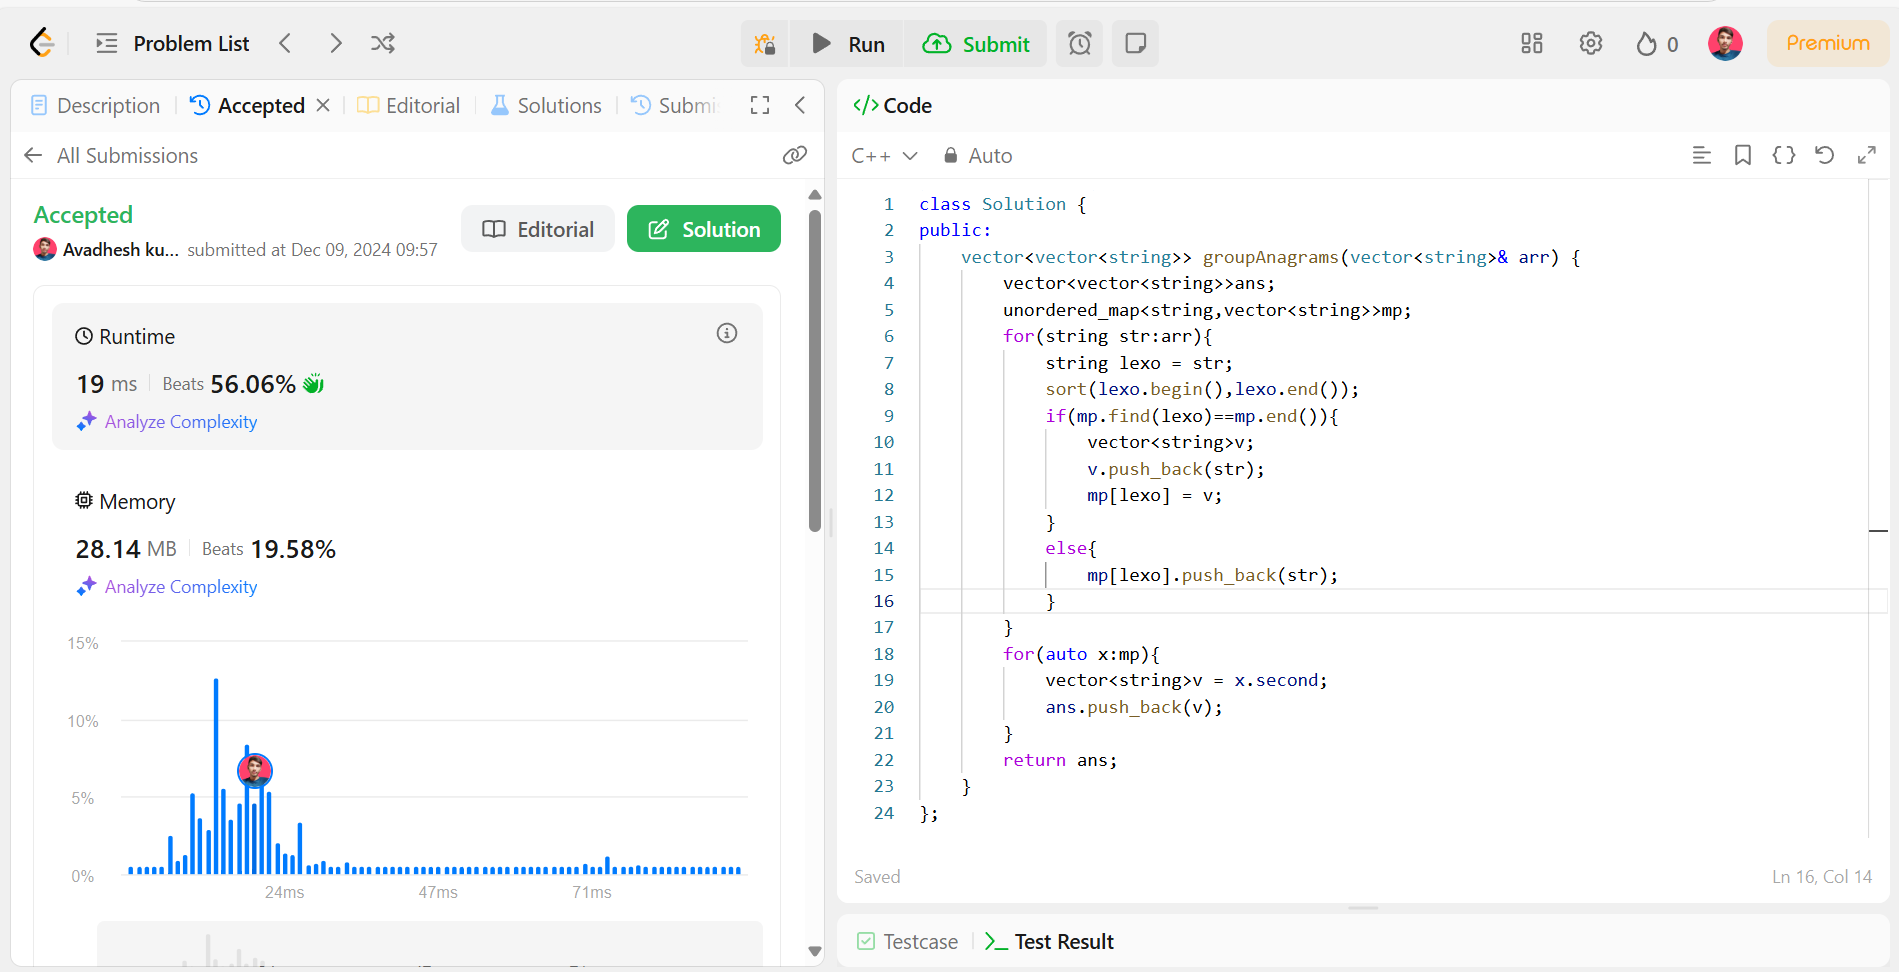 Problem List
Run
Submit
0
Premium
Description
Accepted
Editorial
Solutions
Submis
All Submissions
Accepted
Avadhesh ku... submitted at Dec 09, 2024 09:57
Editorial
Solution
Runtime
19 ms
Beats 56.06%
Analyze Complexity
Memory
28.14 MB
Beats 19.58%
Analyze Complexity
15%
10%
5%
0%
24ms
47ms
71ms
</> Code
C++
Auto
1 class Solution {
2 public:
3     vector<vector<string>> groupAnagrams(vector<string>& arr) {
4         vector<vector<string>>ans;
5         unordered_map<string,vector<string>>mp;
6         for(string str:arr){
7             string lexo = str;
8             sort(lexo.begin(),lexo.end());
9             if(mp.find(lexo)==mp.end()){
10                 vector<string>v;
11                 v.push_back(str);
12                 mp[lexo] = v;
13             }
14             else{
15                 mp[lexo].push_back(str);
16             }
17         }
18         for(auto x:mp){
19             vector<string>v = x.second;
20             ans.push_back(v);
21         }
22         return ans;
23     }
24 };
Saved
Ln 16, Col 14
Testcase
Test Result